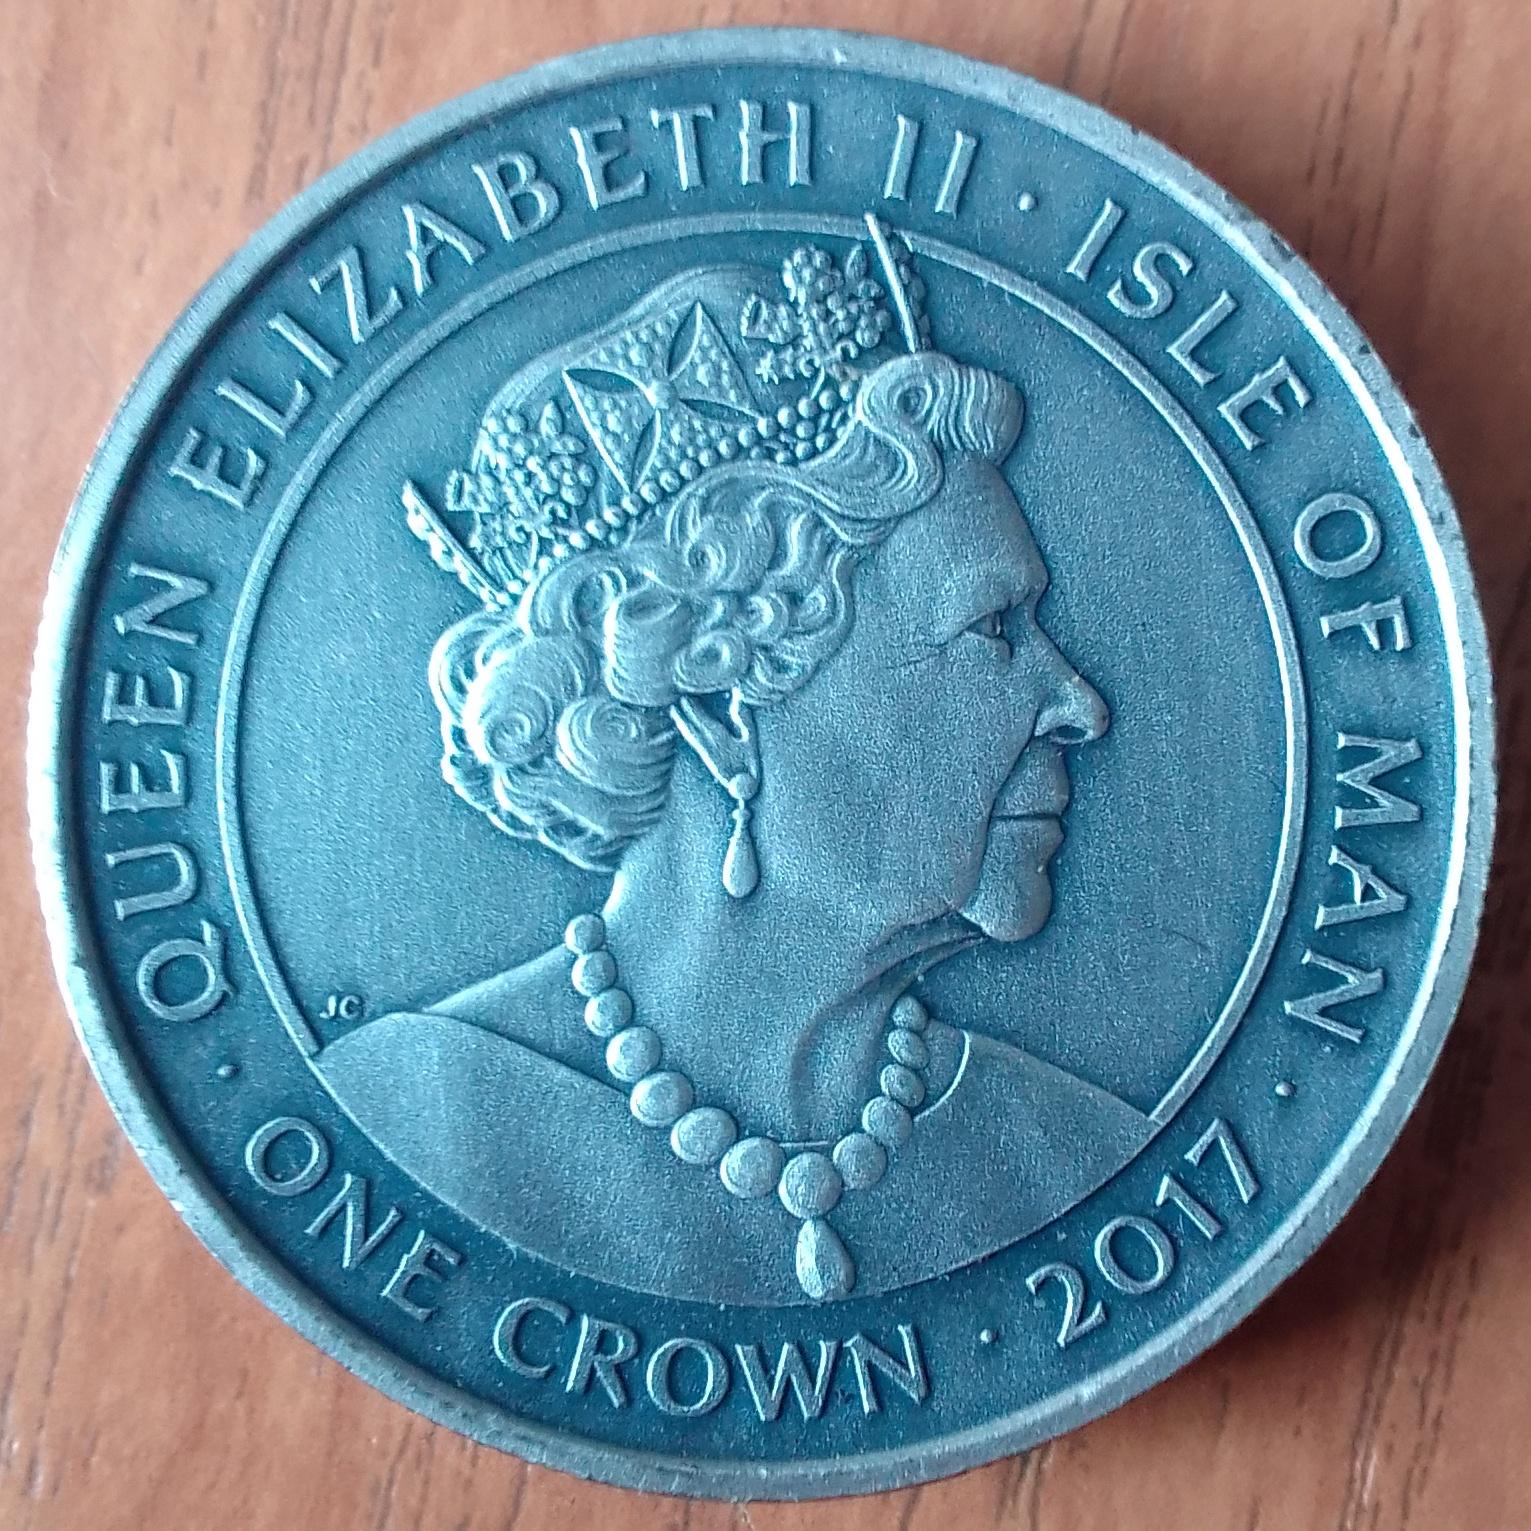 QUEEN ELIZABETH II · ISLE OF MAN ·
· ONE CROWN · 2017
JC